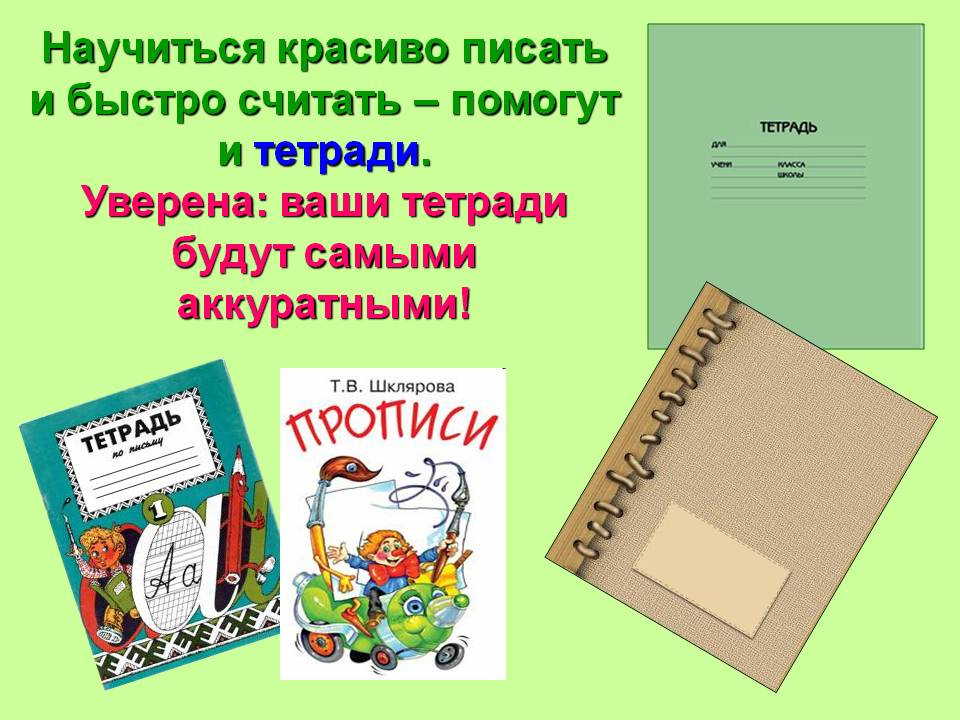 Научиться красиво писать
и быстро считать – помогут
и тетради.
Уверена: ваши тетради
будут самыми
аккуратными!
ТЕТРАДЬ
ДЛЯ
УЧЕНИ КЛАССА
ШКОЛЫ
ТЕТРАДЬ
по письму
1
Аа
Т.В. Шклярова
ПРОПИСИ